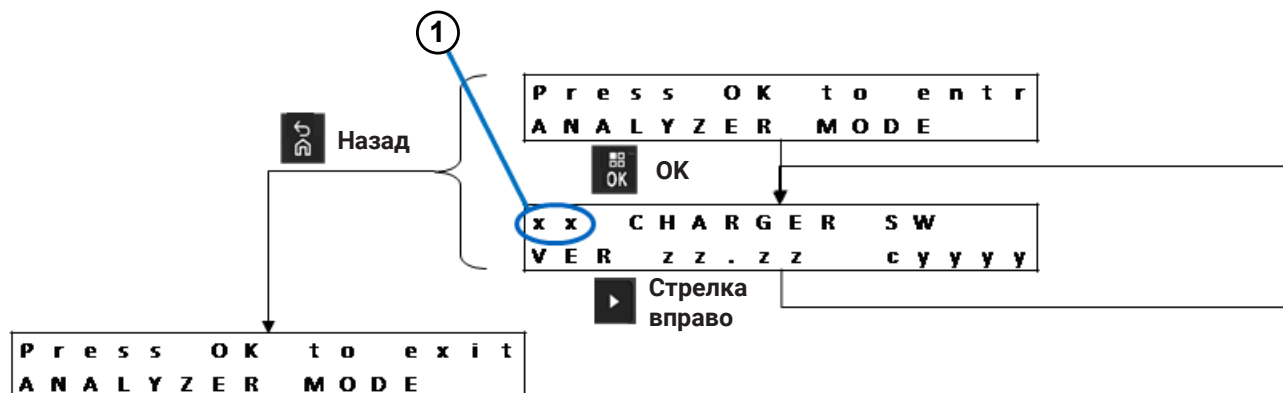 1
Press OK to entr
ANALYZER MODE
Назад
OK
OK
xx CHARGER SW
VER zz.zz cyyyy
Стрелка
вправо
Press OK to exit
ANALYZER MODE